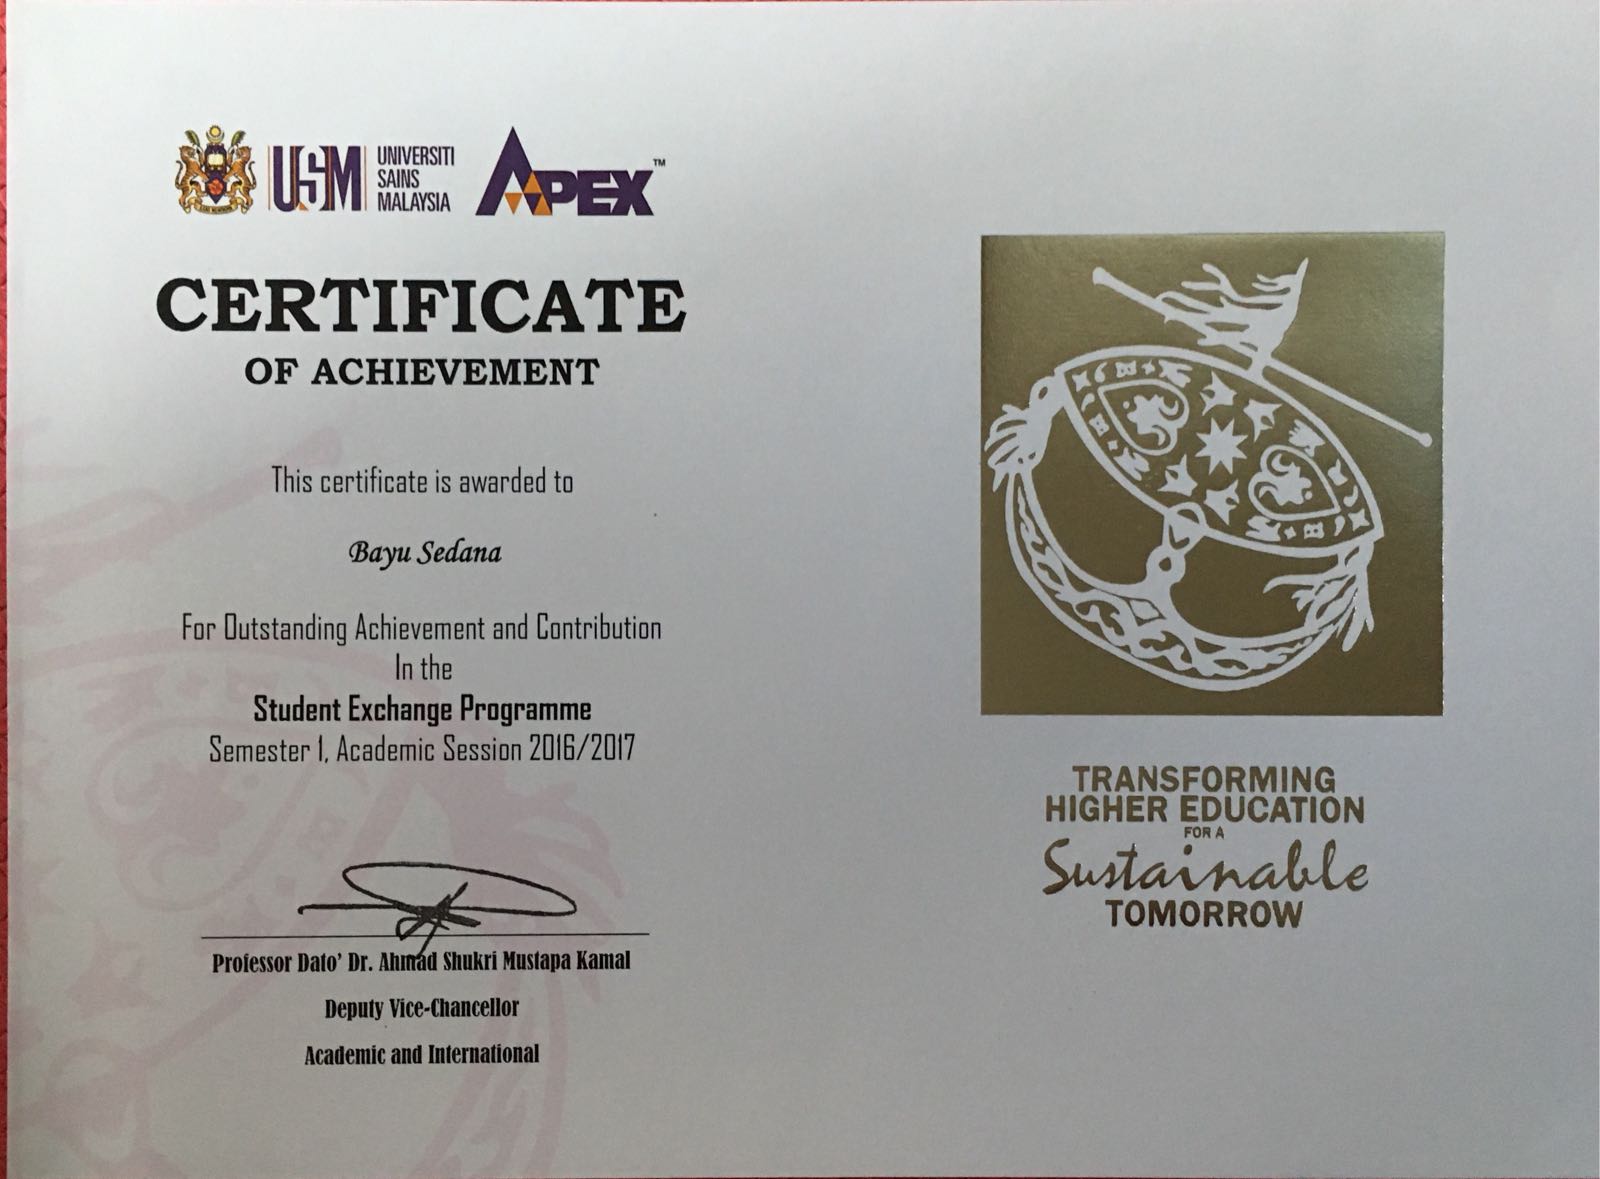 USM
UNIVERSITI
SAINS
MALAYSIA
APEX™
CERTIFICATE
OF ACHIEVEMENT
This certificate is awarded to
Bayu Sedana
For Outstanding Achievement and Contribution
In the
Student Exchange Programme
Semester 1, Academic Session 2016/2017
Professor Dato' Dr. Ahmad Shukri Mustapa Kamal
Deputy Vice-Chancellor
Academic and International
TRANSFORMING
HIGHER EDUCATION
FOR A
Sustainable
TOMORROW